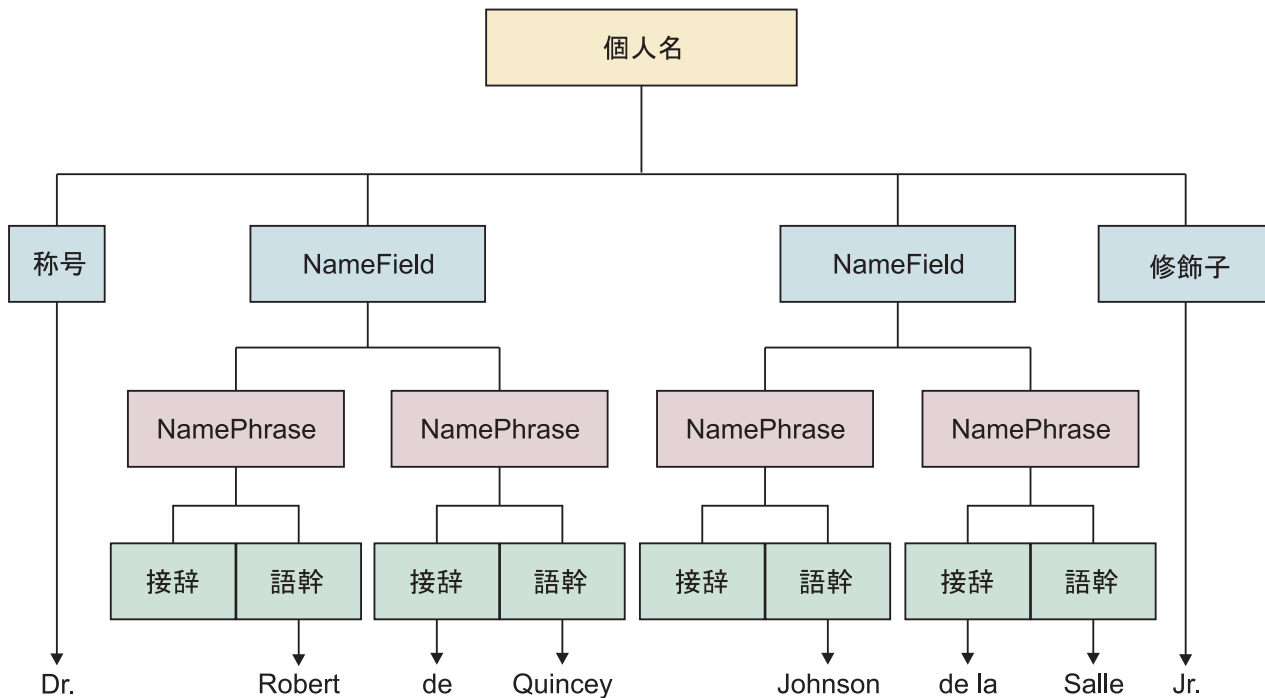 個人名
称号 NameField NameField 修飾子
NamePhrase NamePhrase NamePhrase NamePhrase
接辞 語幹 接辞 語幹 接辞 語幹 接辞 語幹
Dr. Robert de Quincey Johnson de la Salle Jr.